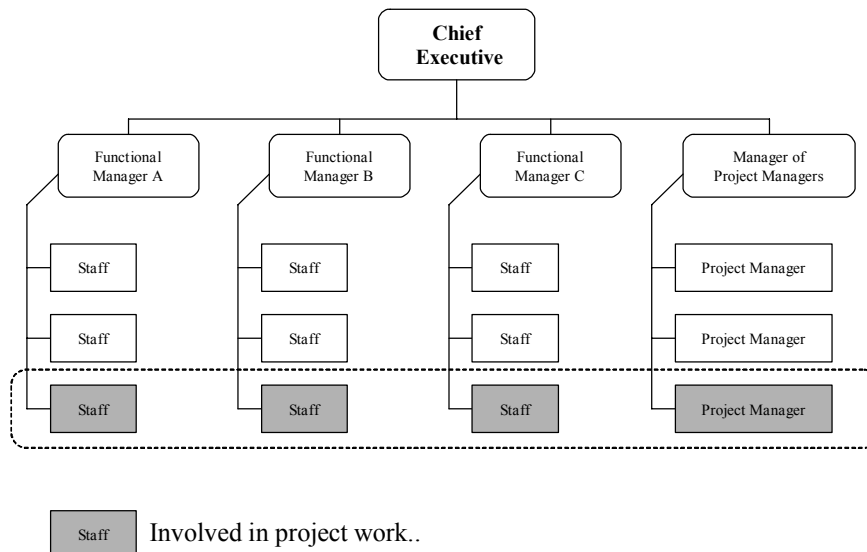 Chief
Executive
Functional
Manager A
Functional
Manager B
Functional
Manager C
Manager of
Project Managers
Staff
Staff
Staff
Project Manager
Staff
Staff
Staff
Project Manager
Staff
Staff
Staff
Project Manager
Staff
Involved in project work..